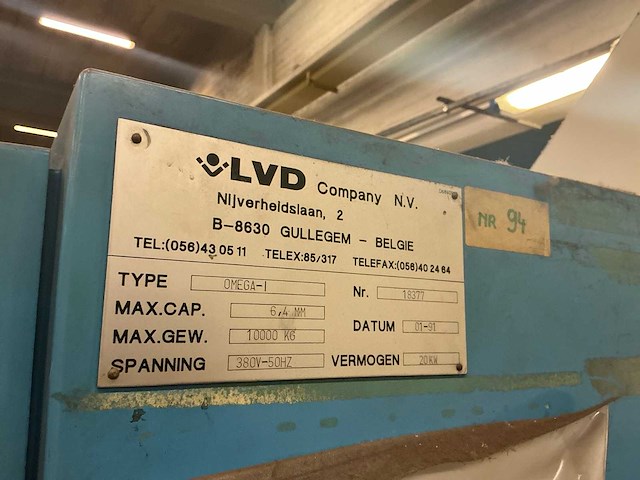 LVD Company N.V.
Nijverheidslaan, 2
B-8630 GULLEGEM - BELGIE
TEL:(056)43 05 11 TELEX:85/317 TELEFAX:(056)40 24 64
TYPE OMEGA-I Nr. 18377
MAX.CAP. 6,4 MM
MAX.GEW. 10000 KG DATUM 01-91
SPANNING 380V-50HZ VERMOGEN 20KW
NR 94